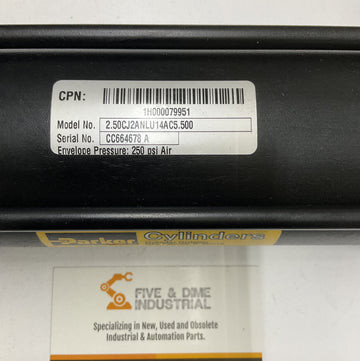 CPN:
1H000079951
Model No. 2.50CJ2ANLU14AC5.500
Serial No. CC664678 A
Envelope Pressure: 250 psi Air
Parker Cylinders
FIVE & DIME
INDUSTRIAL
Specializing in New, Used and Obsolete
Industrial & Automation Parts.